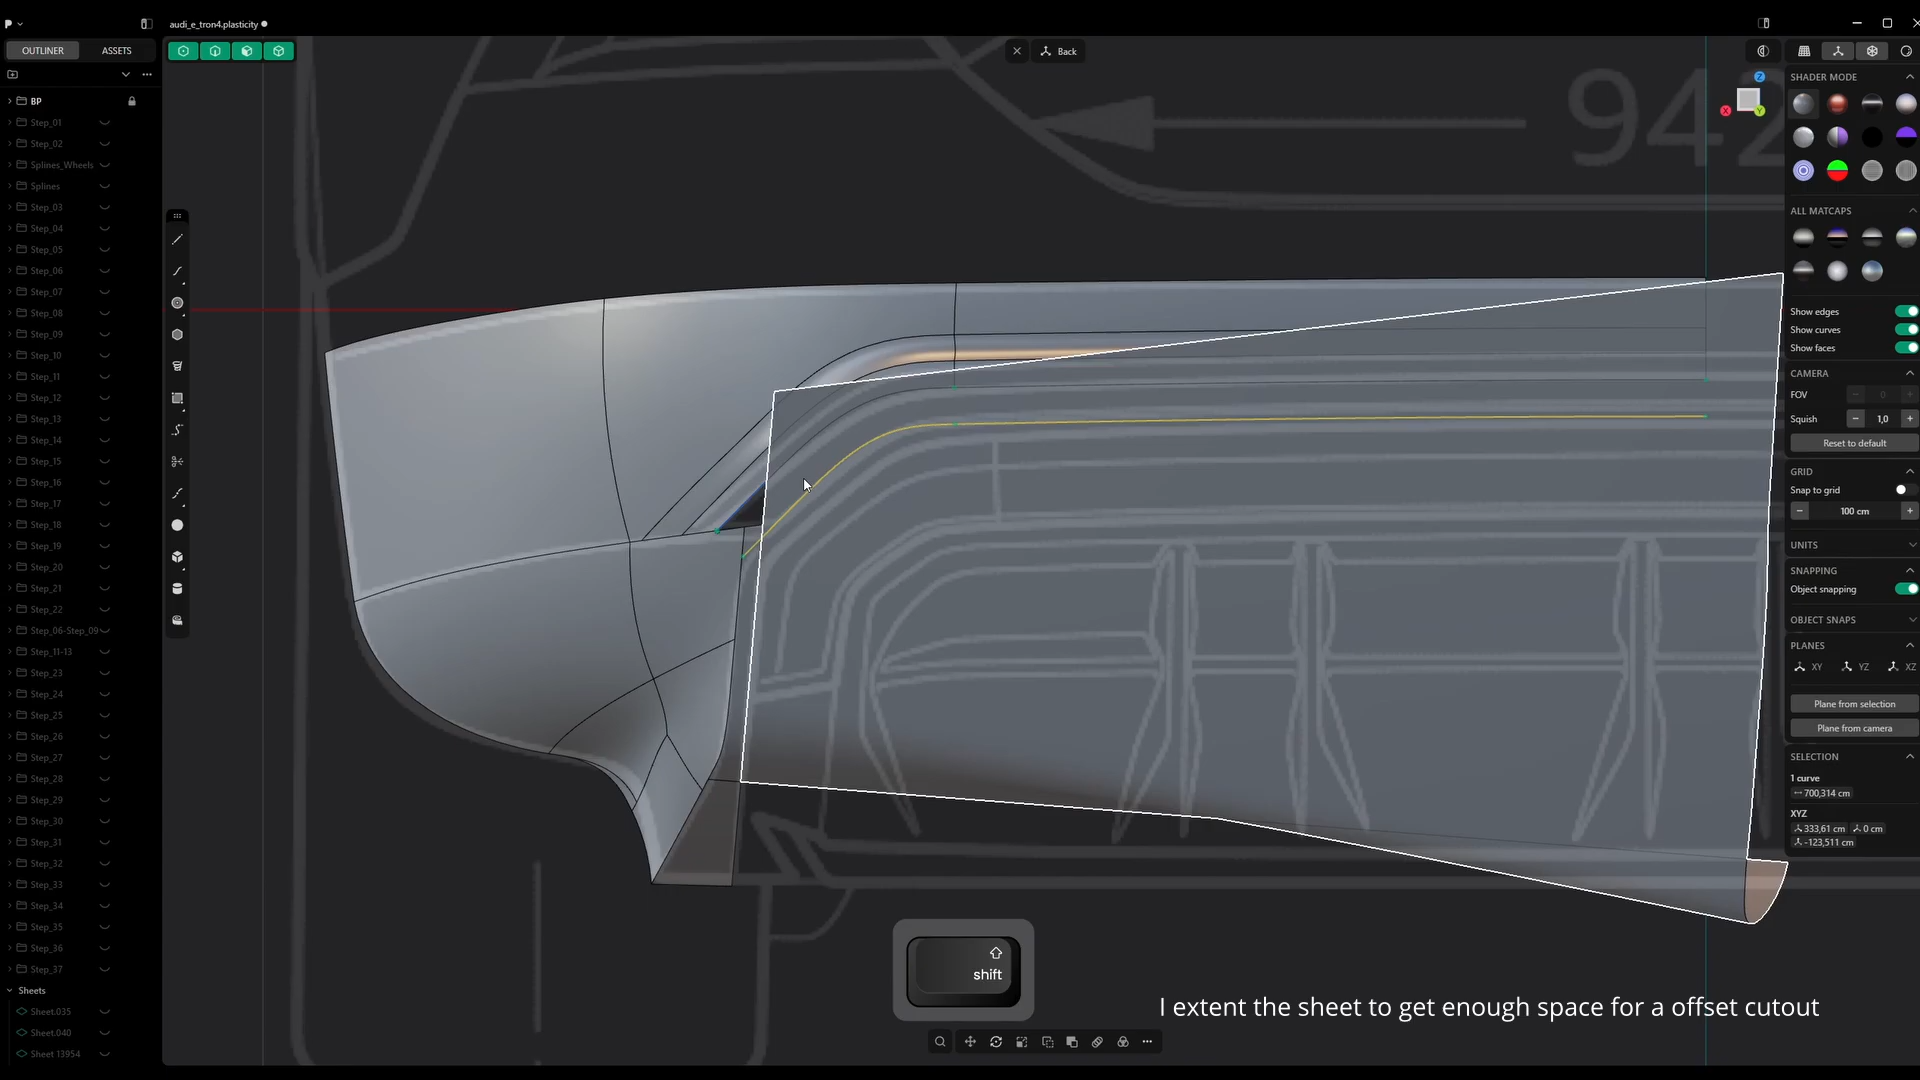 audi_e_tron4.plasticity
OUTLINER
ASSETS
Back
BP
Step_01
Step_02
Splines_Wheels
Splines
Step_03
Step_04
Step_05
Step_06
Step_07
Step_08
Step_09
Step_10
Step_11
Step_12
Step_13
Step_14
Step_15
Step_16
Step_17
Step_18
Step_19
Step_20
Step_21
Step_22
Step_06-Step_09
Step_11-13
Step_23
Step_24
Step_25
Step_26
Step_27
Step_28
Step_29
Step_30
Step_31
Step_32
Step_33
Step_34
Step_35
Step_36
Step_37
Sheets
Sheet.035
Sheet.040
Sheet 13954
942
Z
X
Y
SHADER MODE
ALL MATCAPS
Show edges
Show curves
Show faces
CAMERA
FOV
0
Squish
1,0
Reset to default
GRID
Snap to grid
100 cm
UNITS
SNAPPING
Object snapping
OBJECT SNAPS
PLANES
XY
YZ
XZ
Plane from selection
Plane from camera
SELECTION
1 curve
700,314 cm
XYZ
333,61 cm
0 cm
-123,511 cm
shift
I extent the sheet to get enough space for a offset cutout